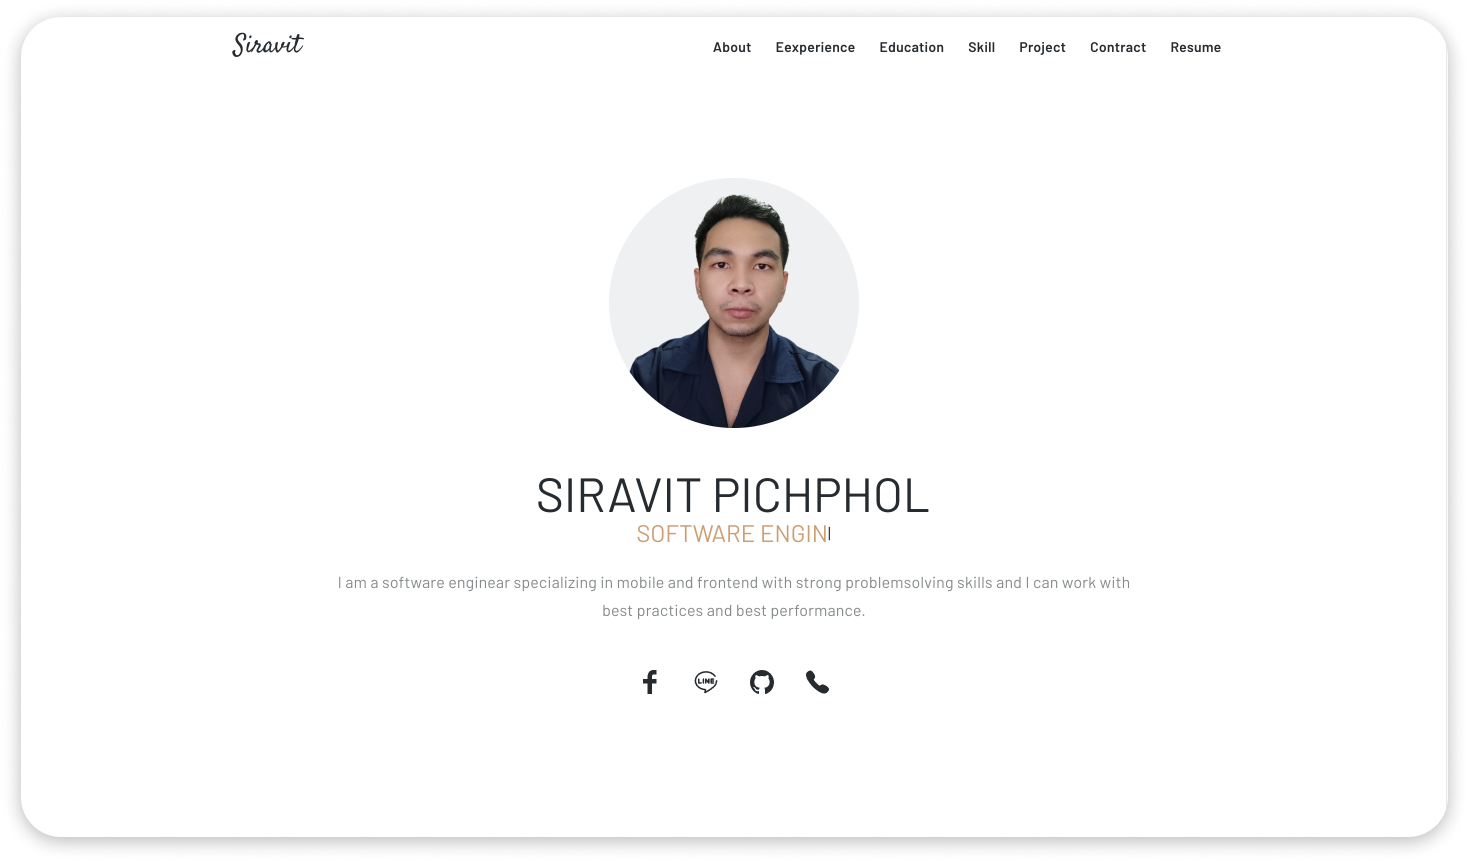 Siravit
About Eexperience Education Skill Project Contract Resume
SIRAVIT PICHPHOL
SOFTWARE ENGIN
I am a software enginear specializing in mobile and frontend with strong problemsolving skills and I can work with
best practices and best performance.
LINE